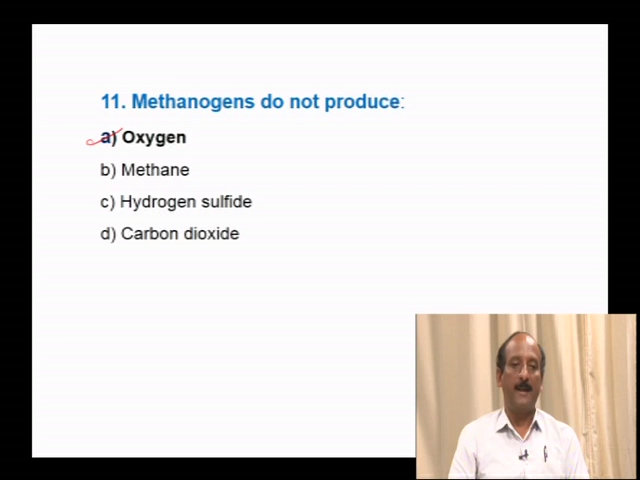 11. Methanogens do not produce:
a) Oxygen
b) Methane
c) Hydrogen sulfide
d) Carbon dioxide